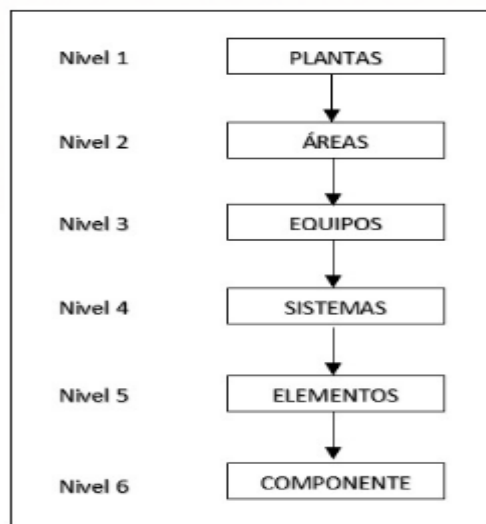 Nivel 1 PLANTAS
Nivel 2 ÁREAS
Nivel 3 EQUIPOS
Nivel 4 SISTEMAS
Nivel 5 ELEMENTOS
Nivel 6 COMPONENTE